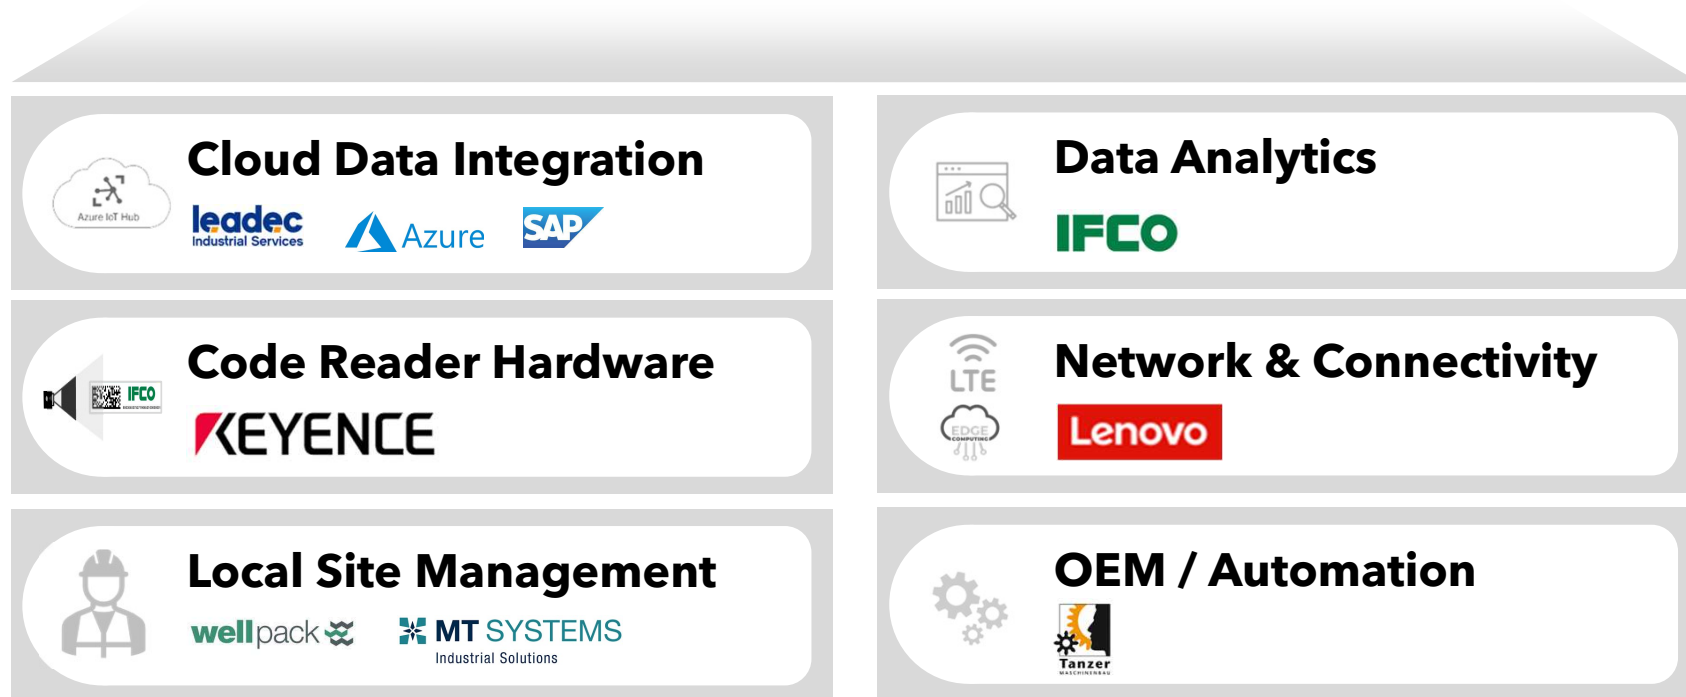 Cloud Data Integration
Azure IoT Hub
leadec
Industrial Services
Azure
SAP
Data Analytics
IFCO
Code Reader Hardware
IFCO
KEYENCE
Network & Connectivity
LTE
EDGE
COMPUTING
Lenovo
Local Site Management
wellpack
MT SYSTEMS
Industrial Solutions
OEM / Automation
Tanzer
MASCHINENBAU